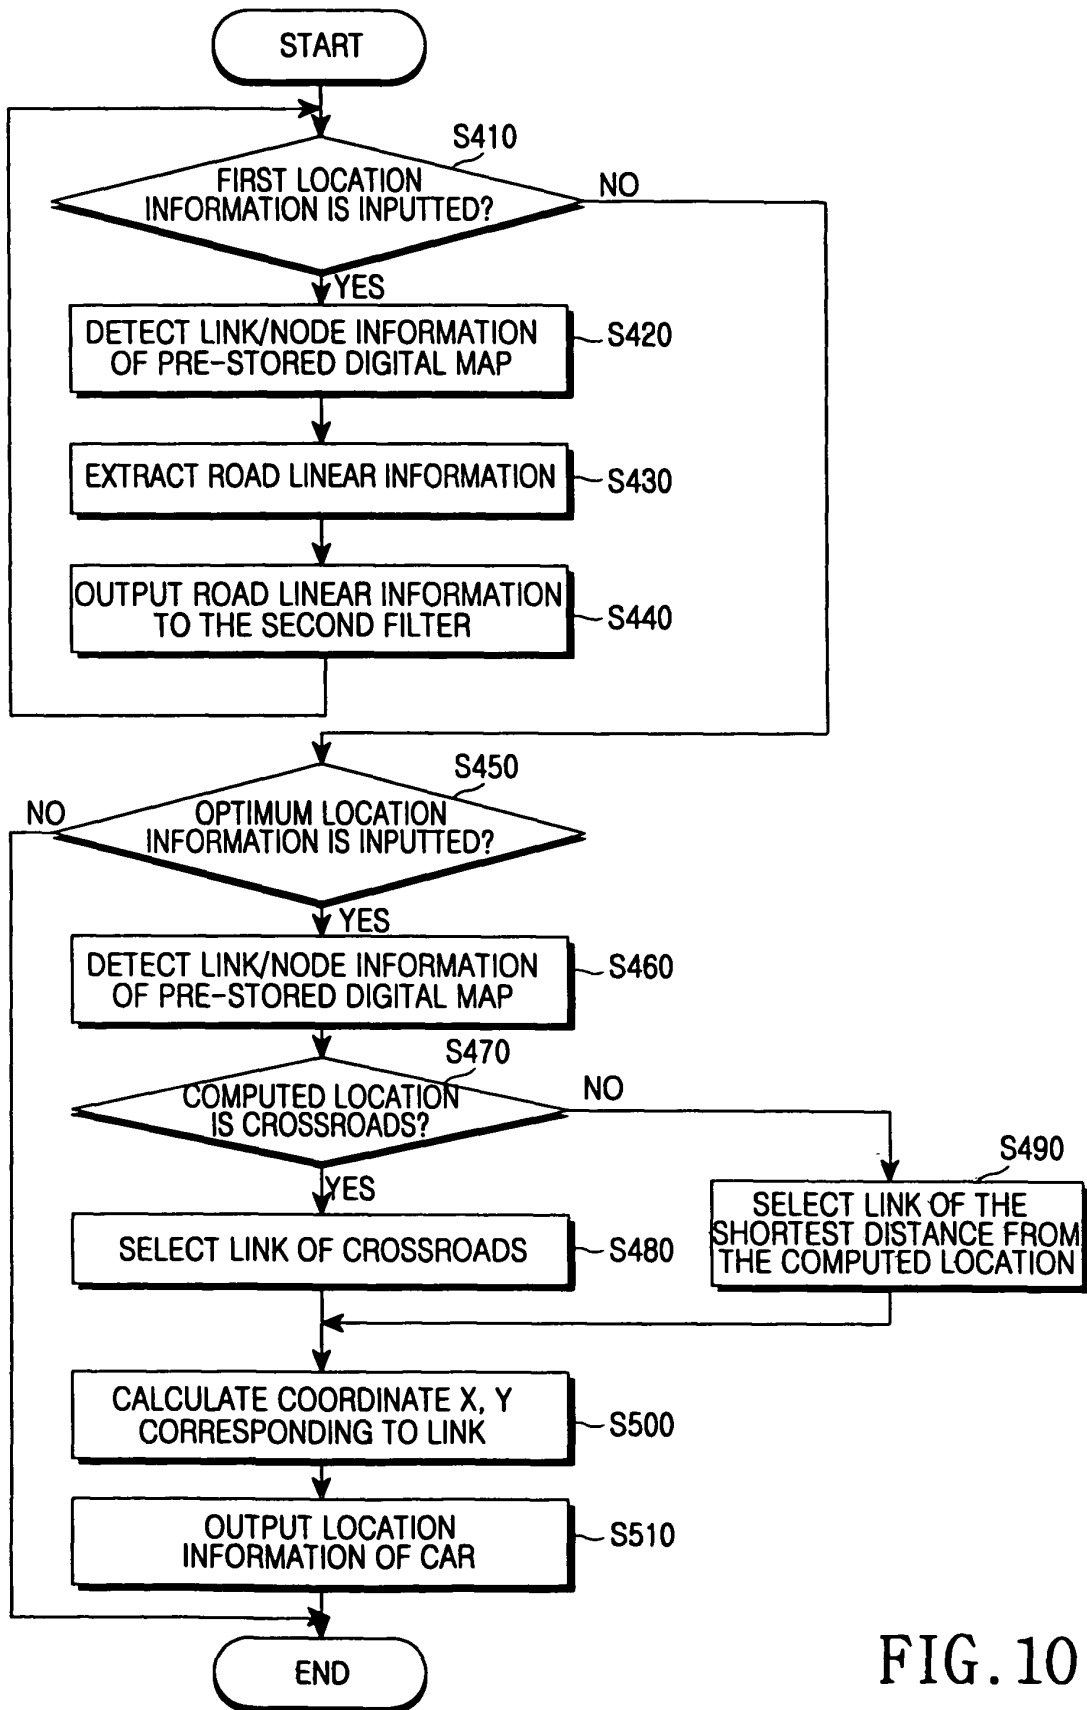 START
S410
FIRST LOCATION
INFORMATION IS INPUTTED?
NO
YES
DETECT LINK/NODE INFORMATION
OF PRE-STORED DIGITAL MAP
S420
EXTRACT ROAD LINEAR INFORMATION
S430
OUTPUT ROAD LINEAR INFORMATION
TO THE SECOND FILTER
S440
S450
NO
OPTIMUM LOCATION
INFORMATION IS INPUTTED?
YES
DETECT LINK/NODE INFORMATION
OF PRE-STORED DIGITAL MAP
S460
S470
COMPUTED LOCATION
IS CROSSROADS?
NO
YES
S490
SELECT LINK OF THE
SHORTEST DISTANCE FROM
THE COMPUTED LOCATION
SELECT LINK OF CROSSROADS
S480
CALCULATE COORDINATE X, Y
CORRESPONDING TO LINK
S500
OUTPUT LOCATION
INFORMATION OF CAR
S510
END
FIG. 10